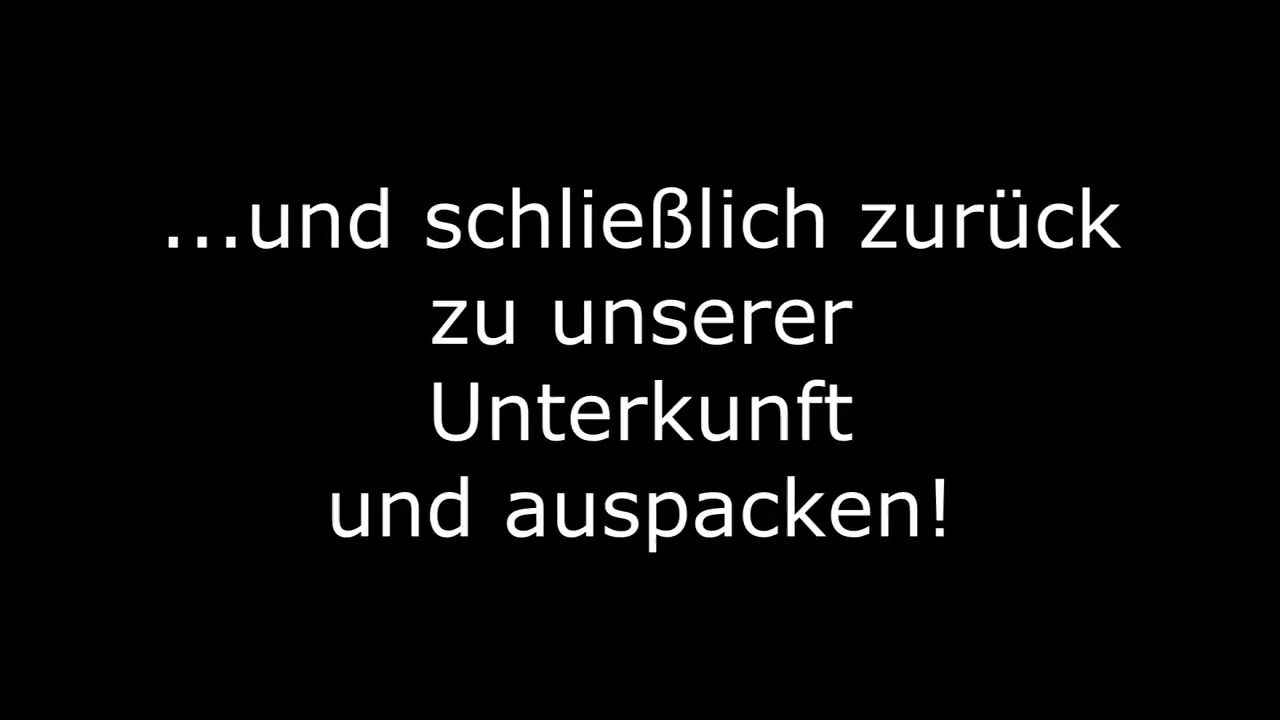 ...und schließlich zurück
zu unserer
Unterkunft
und auspacken!